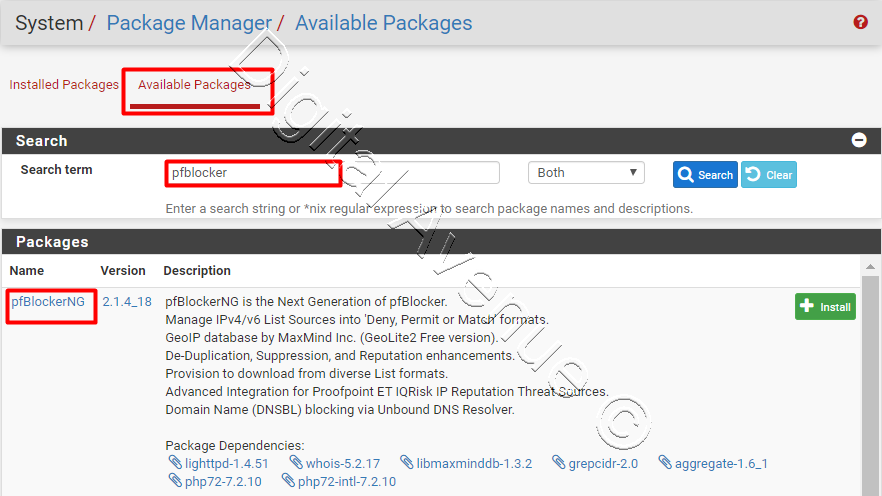 System / Package Manager / Available Packages
Installed Packages Available Packages
Search
Search term pfblocker Both Search Clear
Enter a search string or *nix regular expression to search package names and descriptions.
Packages
Name Version Description
pfBlockerNG 2.1.4_18 pfBlockerNG is the Next Generation of pfBlocker. Install
Manage IPv4/v6 List Sources into 'Deny, Permit or Match' formats.
GeoIP database by MaxMind Inc. (GeoLite2 Free version).
De-Duplication, Suppression, and Reputation enhancements.
Provision to download from diverse List formats.
Advanced Integration for Proofpoint ET IQRisk IP Reputation Threat Sources.
Domain Name (DNSBL) blocking via Unbound DNS Resolver.
Package Dependencies:
lighttpd-1.4.51 whois-5.2.17 libmaxminddb-1.3.2 grepcidr-2.0 aggregate-1.6_1
php72-7.2.10 php72-intl-7.2.10
Digital Avenue ©